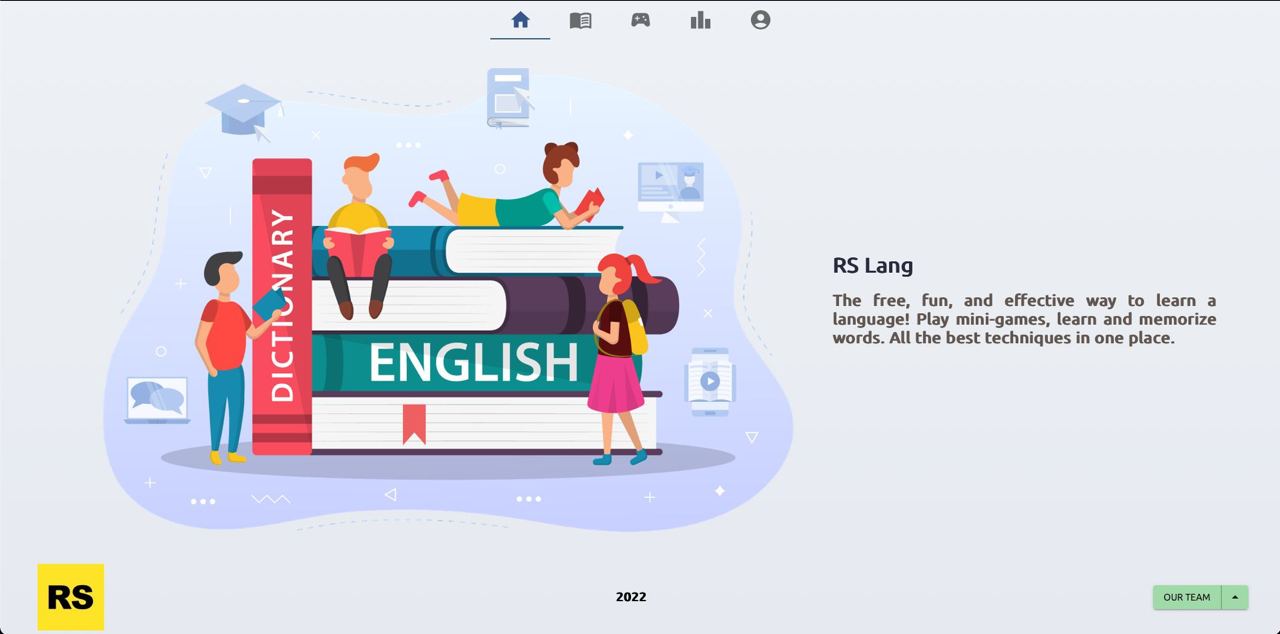 DICTIONARY
ENGLISH
RS Lang
The free, fun, and effective way to learn a
language! Play mini-games, learn and memorize
words. All the best techniques in one place.
RS
2022
OUR TEAM